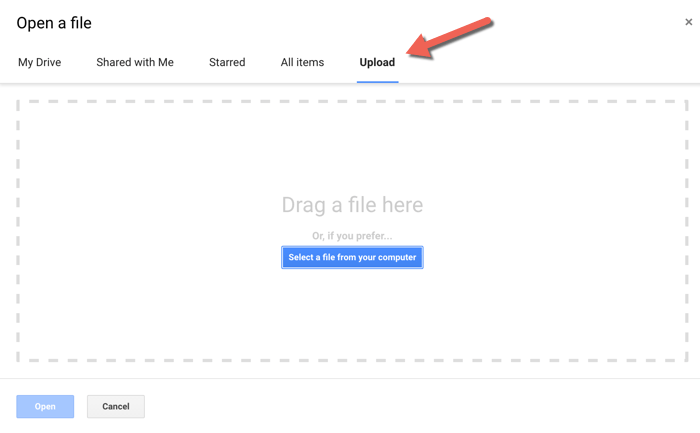 Open a file
×
My Drive Shared with Me Starred All items Upload
Drag a file here
Or, if you prefer...
Select a file from your computer
Open Cancel